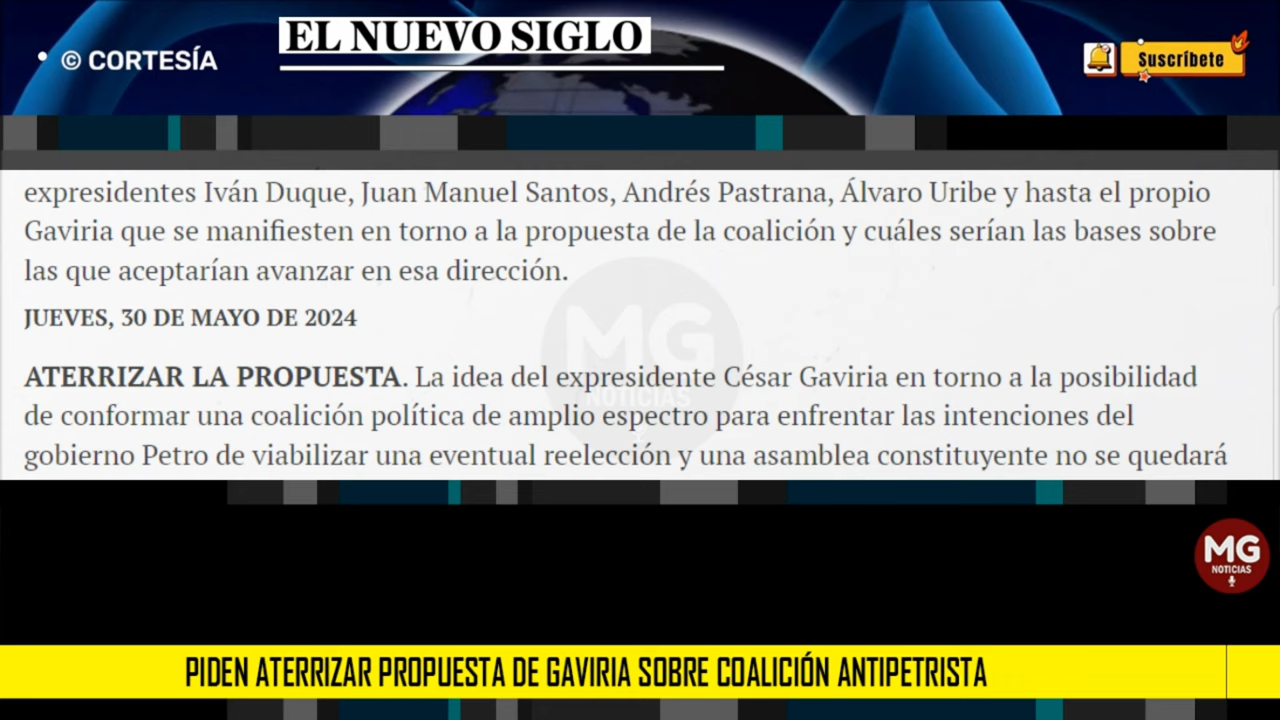 © CORTESÍA
EL NUEVO SIGLO
Suscríbete
expresidentes Iván Duque, Juan Manuel Santos, Andrés Pastrana, Álvaro Uribe y hasta el propio
Gaviria que se manifiesten en torno a la propuesta de la coalición y cuáles serían las bases sobre
las que aceptarían avanzar en esa dirección.
JUEVES, 30 DE MAYO DE 2024
ATERRIZAR LA PROPUESTA. La idea del expresidente César Gaviria en torno a la posibilidad
de conformar una coalición política de amplio espectro para enfrentar las intenciones del
gobierno Petro de viabilizar una eventual reelección y una asamblea constituyente no se quedará
MG
NOTICIAS
MG
NOTICIAS
PIDEN ATERRIZAR PROPUESTA DE GAVIRIA SOBRE COALICIÓN ANTIPETRISTA